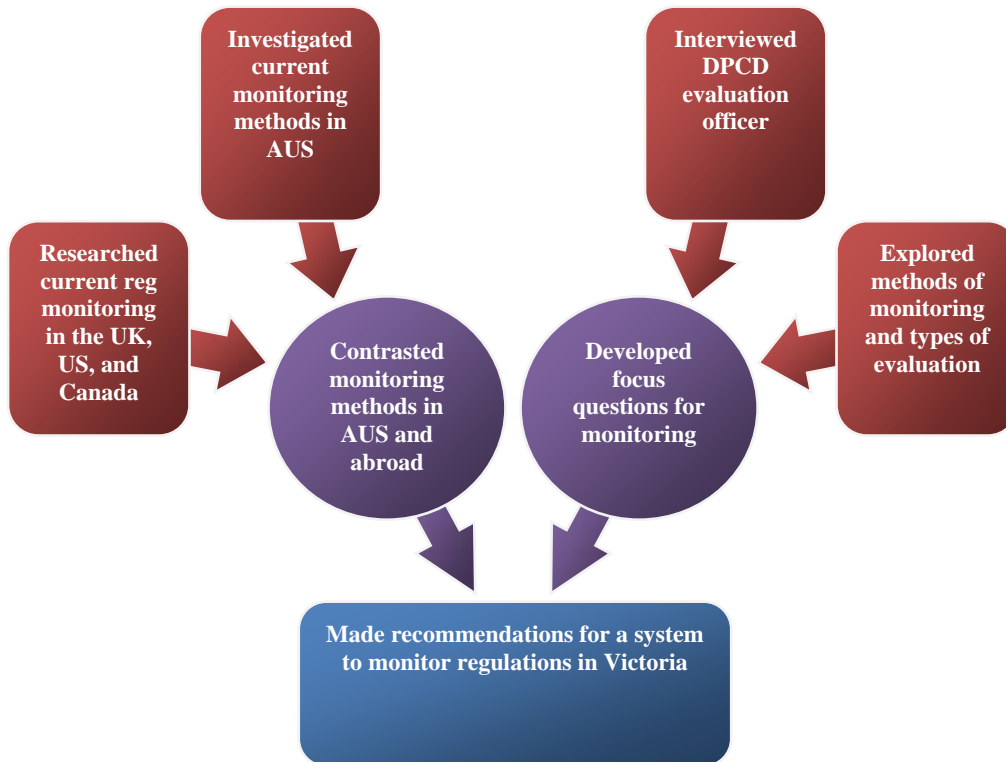 Investigated
current
monitoring
methods in
AUS
Interviewed
DPCD
evaluation
officer
Researched
current reg
monitoring
in the UK,
US, and
Canada
Explored
methods of
monitoring
and types of
evaluation
Contrasted
monitoring
methods in
AUS and
abroad
Developed
focus
questions for
monitoring
Made recommendations for a system
to monitor regulations in Victoria